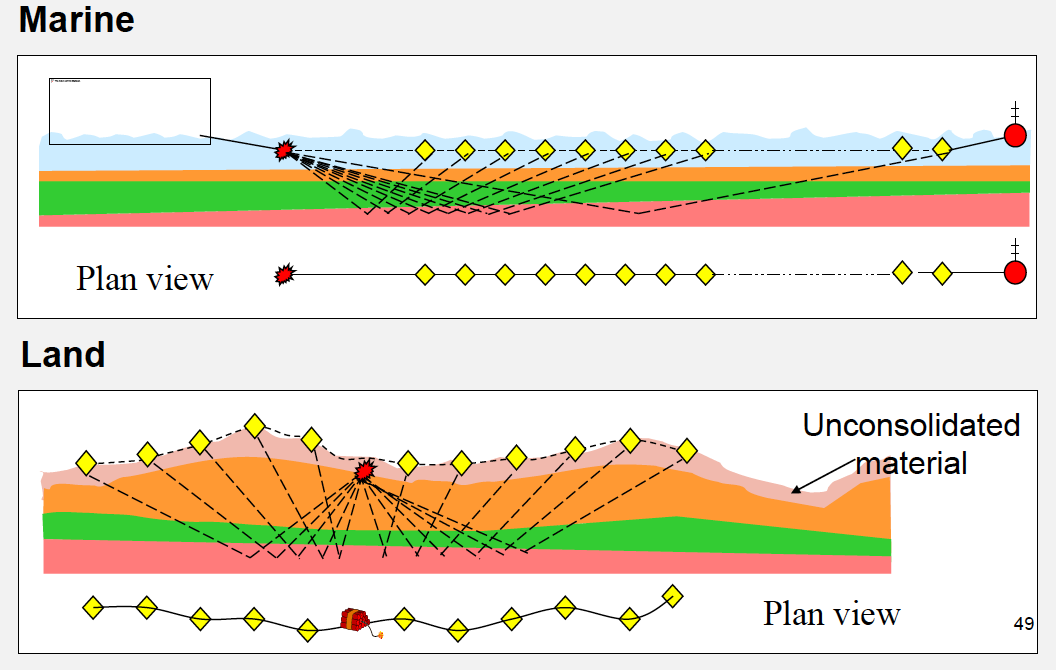 Marine
Plan view
Land
Unconsolidated
material
Plan view
49